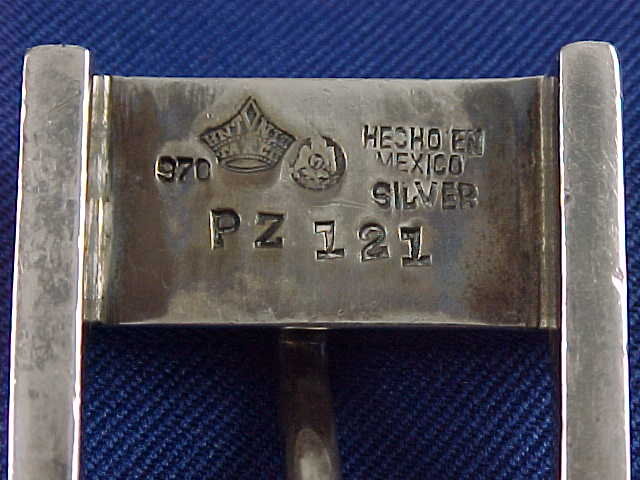 970
HECHO EN
MEXICO
SILVER
PZ 121